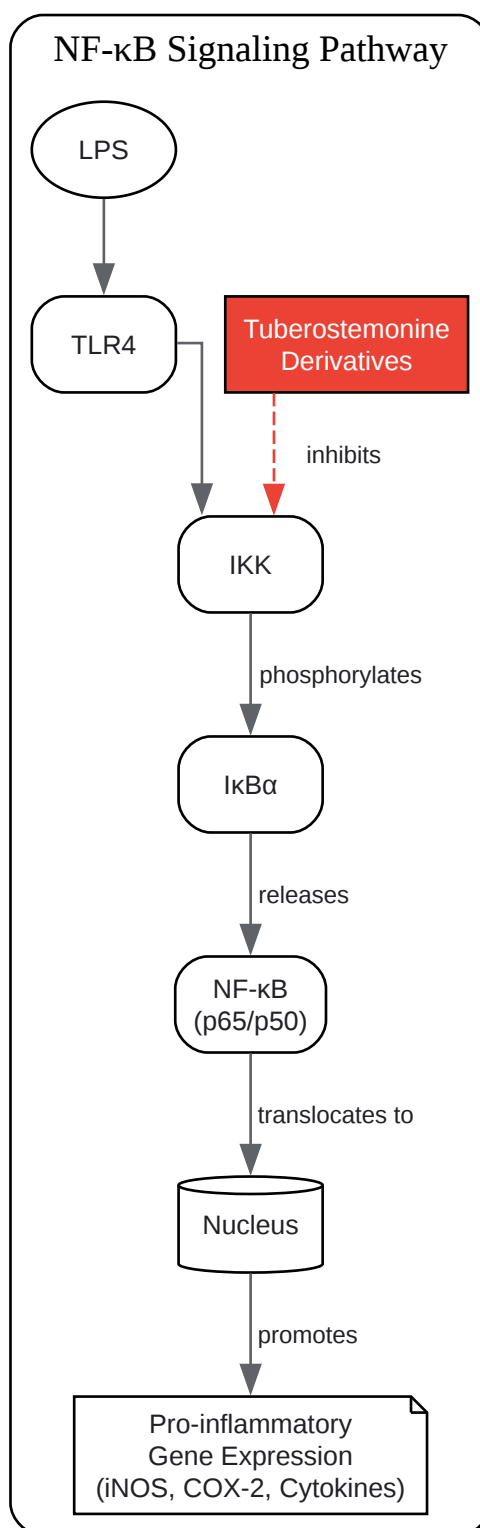 NF-κB Signaling Pathway
LPS
TLR4
Tuberostemonine
Derivatives
inhibits
IKK
phosphorylates
IκBα
releases
NF-κB
(p65/p50)
translocates to
Nucleus
promotes
Pro-inflammatory
Gene Expression
(iNOS, COX-2, Cytokines)